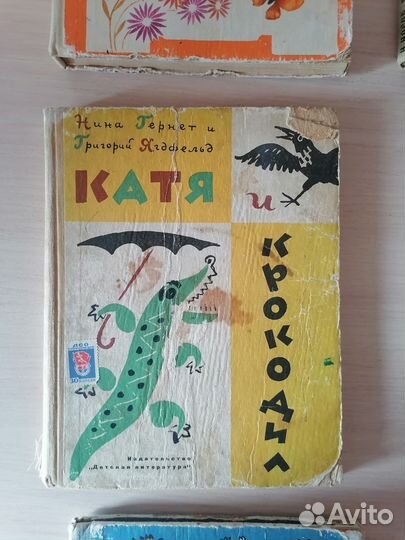 Нина Гернет и
Григорий Ягдфельд
КАТЯ
и
КРОКОДИЛ
Издательство
„Детская литература"
Avito